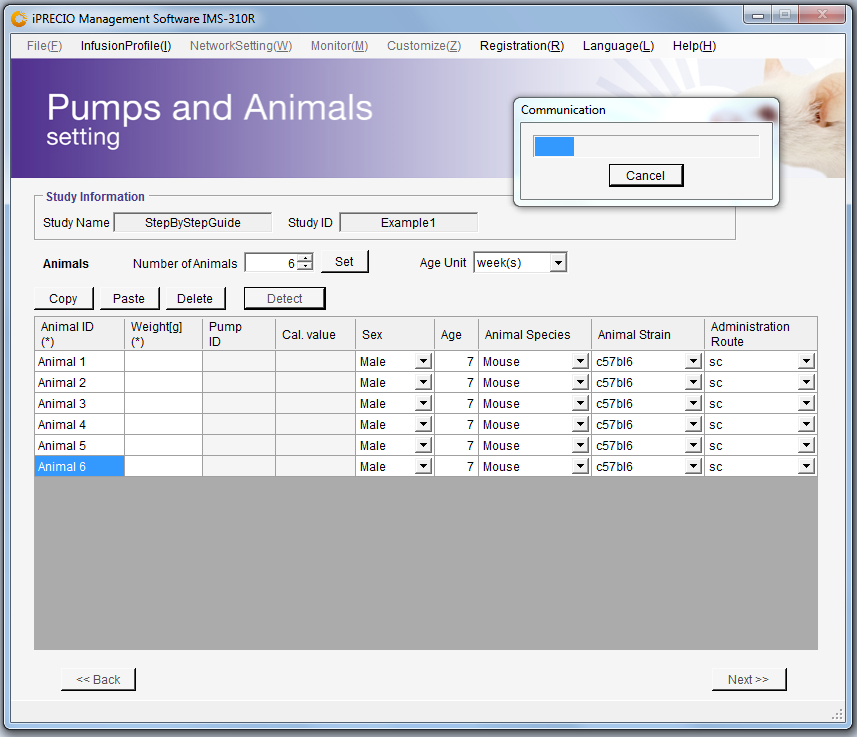 iPRECIO Management Software IMS-310R
File(F) InfusionProfile(I) NetworkSetting(W) Monitor(M) Customize(Z) Registration(R) Language(L) Help(H)
Pumps and Animals
setting
Communication
Cancel
Study Information
Study Name StepByStepGuide Study ID Example1
Animals Number of Animals 6 Set Age Unit week(s)
Copy Paste Delete Detect
Animal ID (*) Weight[g] (*) Pump ID Cal. value Sex Age Animal Species Animal Strain Administration Route
Animal 1 Male 7 Mouse c57bl6 sc
Animal 2 Male 7 Mouse c57bl6 sc
Animal 3 Male 7 Mouse c57bl6 sc
Animal 4 Male 7 Mouse c57bl6 sc
Animal 5 Male 7 Mouse c57bl6 sc
Animal 6 Male 7 Mouse c57bl6 sc
<< Back Next >>